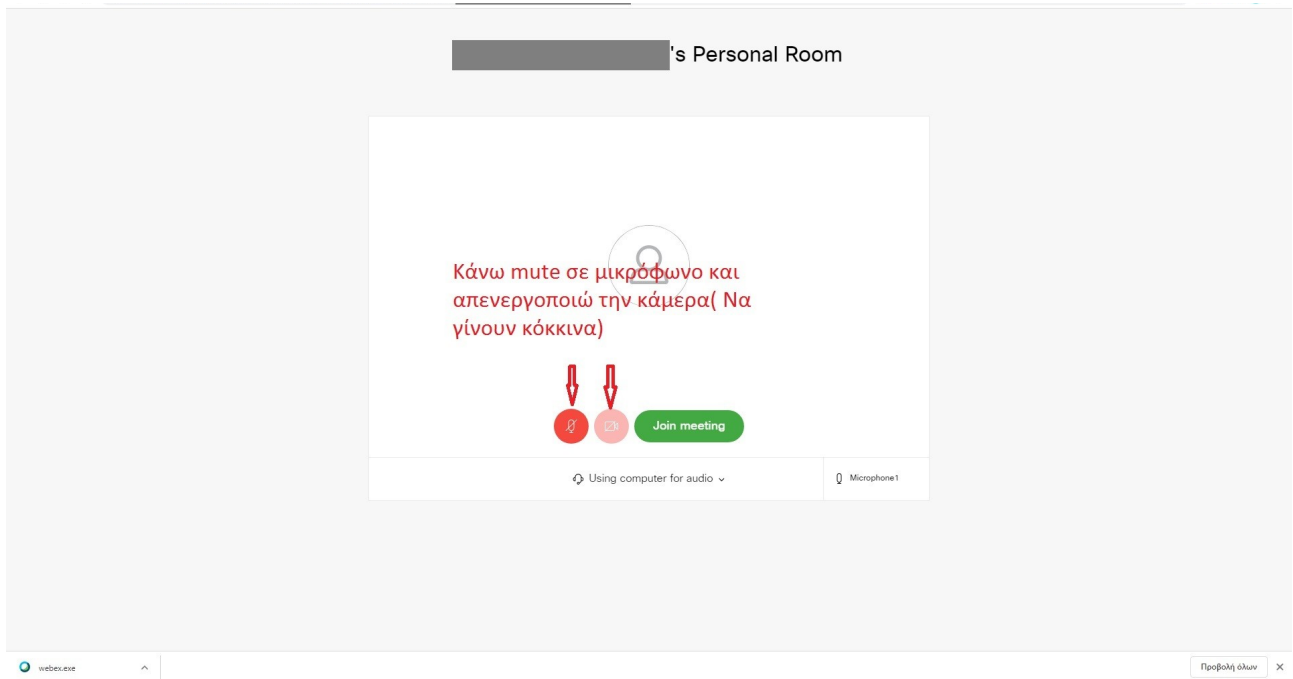 's Personal Room
Κάνω mute σε μικρόφωνο και
απενεργοποιώ την κάμερα( Να
γίνουν κόκκινα)
Join meeting
Using computer for audio
Microphone1
webex.exe
Προβολή όλων